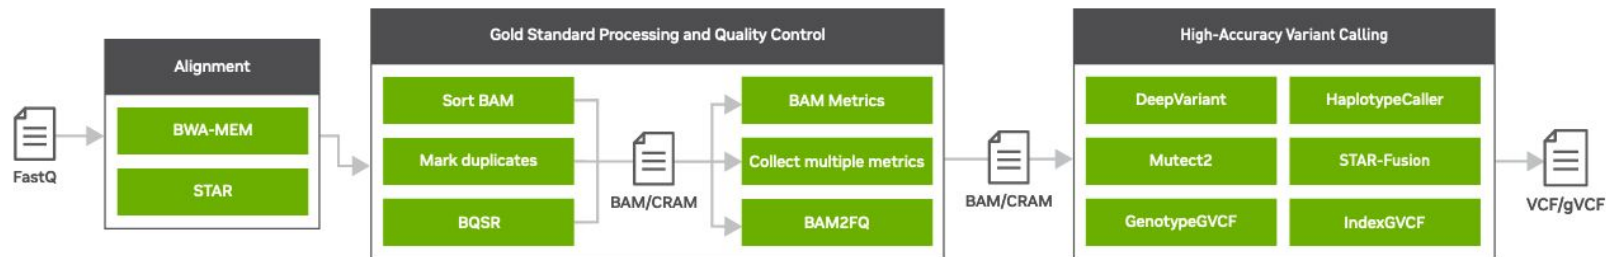 FastQ
Alignment
BWA-MEM
STAR
Gold Standard Processing and Quality Control
Sort BAM
Mark duplicates
BQSR
BAM/CRAM
BAM Metrics
Collect multiple metrics
BAM2FQ
BAM/CRAM
High-Accuracy Variant Calling
DeepVariant
HaplotypeCaller
Mutect2
STAR-Fusion
GenotypeGVCF
IndexGVCF
VCF/gVCF